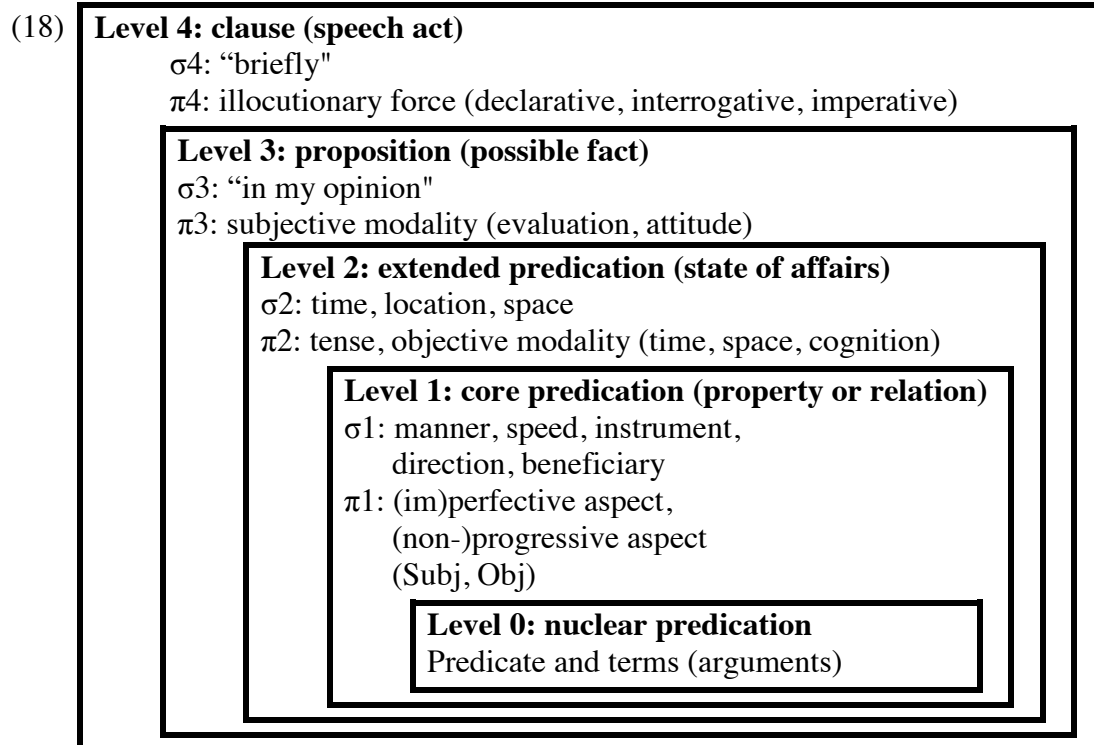 (18) Level 4: clause (speech act)
σ4: “briefly"
π4: illocutionary force (declarative, interrogative, imperative)
Level 3: proposition (possible fact)
σ3: “in my opinion"
π3: subjective modality (evaluation, attitude)
Level 2: extended predication (state of affairs)
σ2: time, location, space
π2: tense, objective modality (time, space, cognition)
Level 1: core predication (property or relation)
σ1: manner, speed, instrument,
direction, beneficiary
π1: (im)perfective aspect,
(non-)progressive aspect
(Subj, Obj)
Level 0: nuclear predication
Predicate and terms (arguments)